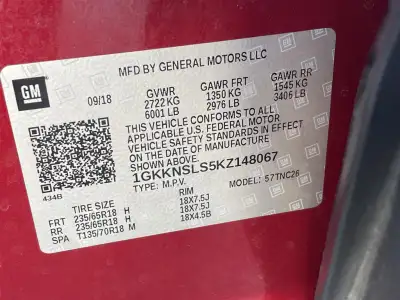 MFD BY GENERAL MOTORS LLC
GM
09/18 GVWR GAWR FRT GAWR RR
2722 KG 1350 KG 1545 KG
6001 LB 2976 LB 3406 LB
THIS VEHICLE CONFORMS TO ALL
APPLICABLE U.S. FEDERAL MOTOR
VEHICLE SAFETY STANDARDS IN EFFECT ON
THE DATE OF MANUFACTURE
1GKKNSLS5KZ148067
434B
TYPE: M.P.V. MODEL: 57TNC26
TIRE SIZE RIM
FRT 235/65R18 H 18X7.5J
RR 235/65R18 H 18X7.5J
SPA T135/70R18 M 18X4.5B